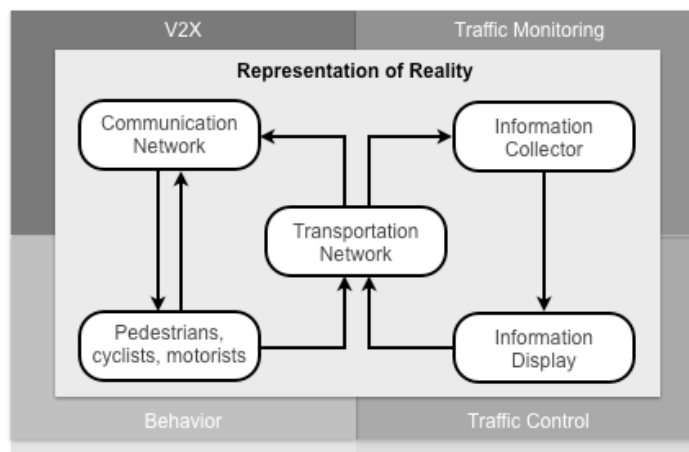 V2X
Traffic Monitoring
Representation of Reality
Communication
Network
Information
Collector
Transportation
Network
Pedestrians,
cyclists, motorists
Information
Display
Behavior
Traffic Control